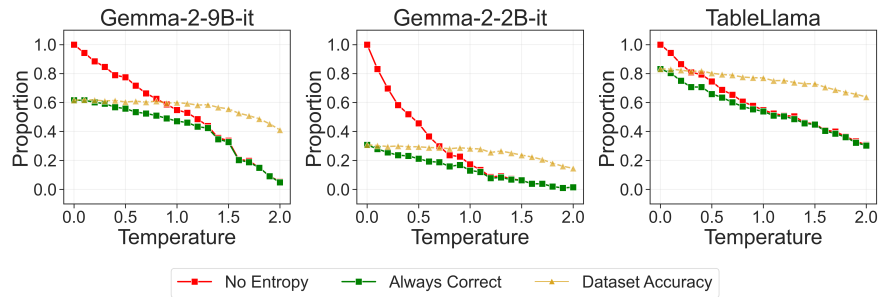 Gemma-2-9B-it
Gemma-2-2B-it
TableLlama
Proportion
1.0
0.8
0.6
0.4
0.2
0.0
0.0 0.5 1.0 1.5 2.0
Temperature
Proportion
1.0
0.8
0.6
0.4
0.2
0.0
0.0 0.5 1.0 1.5 2.0
Temperature
Proportion
1.0
0.8
0.6
0.4
0.2
0.0
0.0 0.5 1.0 1.5 2.0
Temperature
No Entropy Always Correct Dataset Accuracy